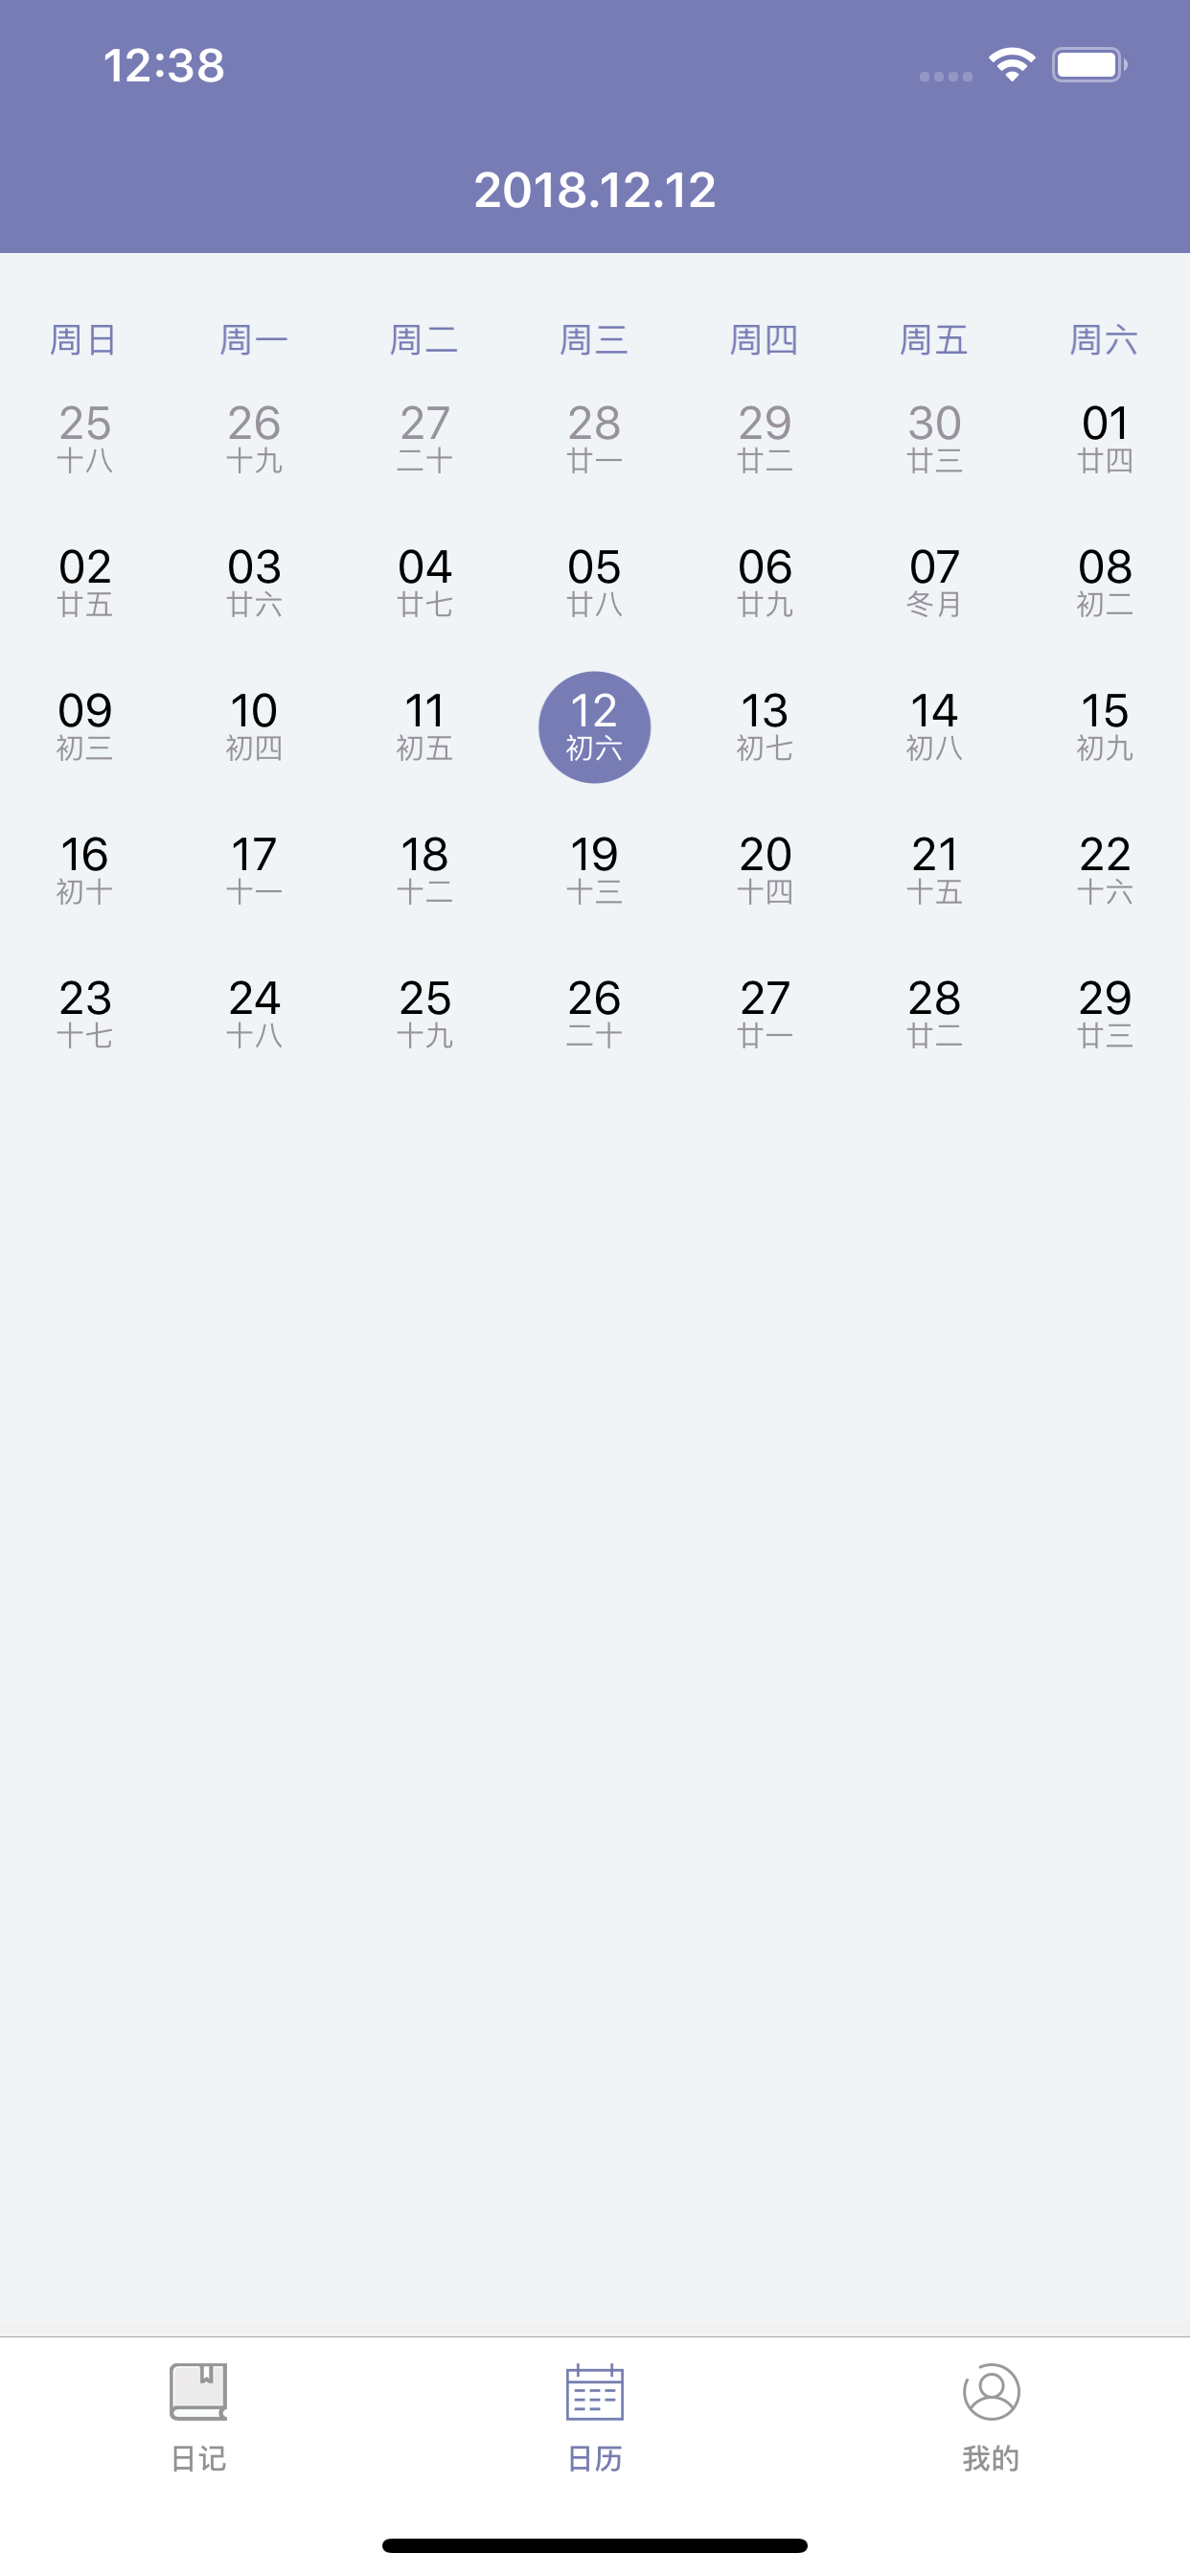 12:38
2018.12.12
周日 周一 周二 周三 周四 周五 周六
25 26 27 28 29 30 01
十八 十九 二十 廿一 廿二 廿三 廿四
02 03 04 05 06 07 08
廿五 廿六 廿七 廿八 廿九 冬月 初二
09 10 11 12 13 14 15
初三 初四 初五 初六 初七 初八 初九
16 17 18 19 20 21 22
初十 十一 十二 十三 十四 十五 十六
23 24 25 26 27 28 29
十七 十八 十九 二十 廿一 廿二 廿三
日记 日历 我的